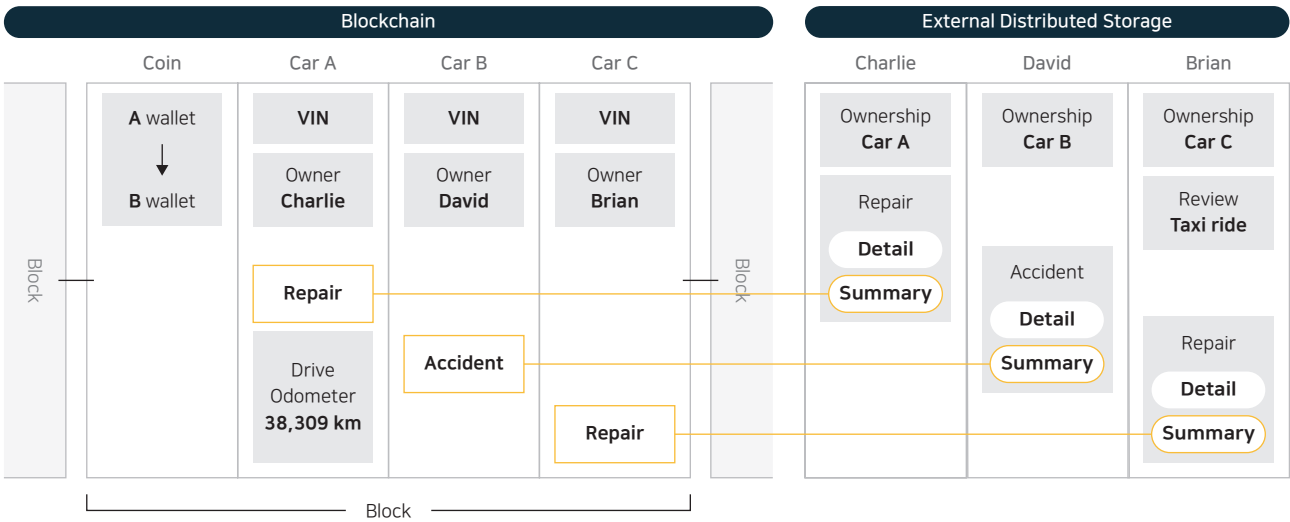 Blockchain
External Distributed Storage
Coin
Car A
Car B
Car C
Charlie
David
Brian
Block
A wallet
B wallet
VIN
Owner
Charlie
Repair
Drive
Odometer
38,309 km
VIN
Owner
David
Accident
VIN
Owner
Brian
Repair
Block
Block
Ownership
Car A
Repair
Detail
Summary
Ownership
Car B
Accident
Detail
Summary
Ownership
Car C
Review
Taxi ride
Repair
Detail
Summary